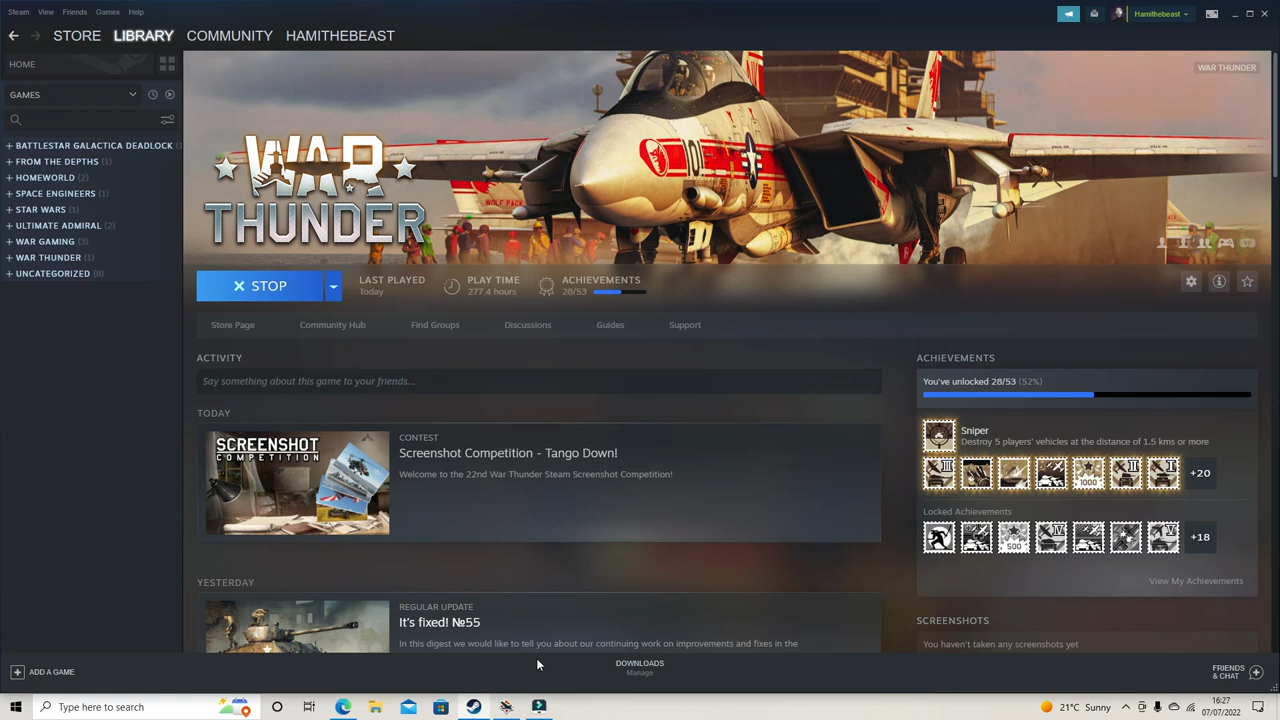 Steam View Friends Games Help
Hamithebeast
STORE LIBRARY COMMUNITY HAMITHEBEAST
HOME
GAMES
+ BATTLESTAR GALACTICA DEADLOCK
+ FROM THE DEPTHS (1)
+ HOMEWORLD (2)
+ SPACE ENGINEERS (1)
+ STAR WARS (1)
+ ULTIMATE ADMIRAL (2)
+ WAR GAMING (3)
+ WAR THUNDER (1)
+ UNCATEGORIZED (8)
WAR THUNDER
101
WOLF PACK
WAR
THUNDER
STOP
LAST PLAYED
Today
PLAY TIME
277.4 hours
ACHIEVEMENTS
28/53
Store Page Community Hub Find Groups Discussions Guides Support
ACTIVITY
Say something about this game to your friends...
TODAY
SCREENSHOT
COMPETITION
CONTEST
Screenshot Competition - Tango Down!
Welcome to the 22nd War Thunder Steam Screenshot Competition!
YESTERDAY
REGULAR UPDATE
It's fixed! №55
In this digest we would like to tell you about our continuing work on improvements and fixes in the
ACHIEVEMENTS
You've unlocked 28/53 (52%)
Sniper
Destroy 5 players' vehicles at the distance of 1.5 kms or more
III 1000 II I +20
Locked Achievements
500 IV V +18
View My Achievements
SCREENSHOTS
You haven't taken any screenshots yet
+ ADD A GAME
DOWNLOADS
Manage
FRIENDS
& CHAT
Type here to search
21°C Sunny
16:27
07/07/2022